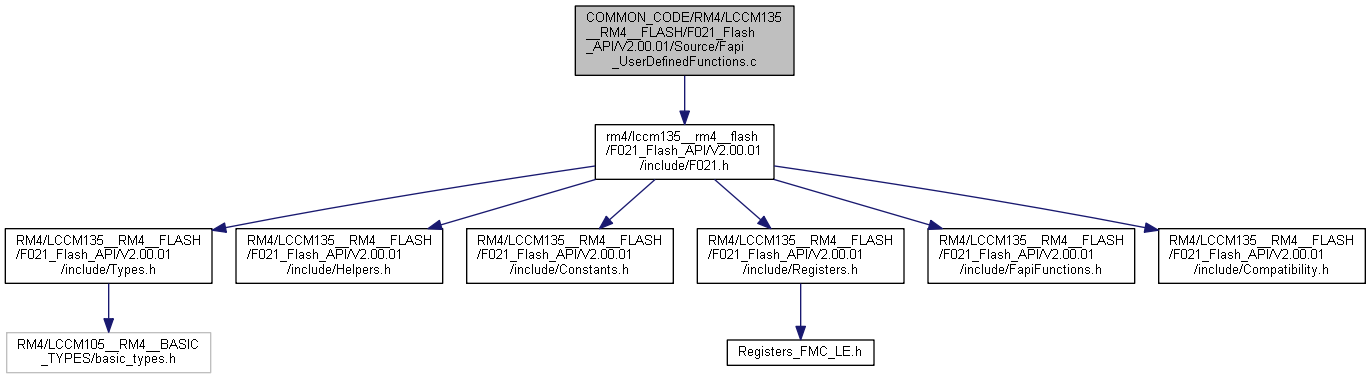 COMMON_CODE/RM4/LCCM135
__RM4__FLASH/F021_Flash
_API/V2.00.01/Source/Fapi
_UserDefinedFunctions.c
rm4/lccm135__rm4__flash
/F021_Flash_API/V2.00.01
/include/F021.h
RM4/LCCM135__RM4__FLASH
/F021_Flash_API/V2.00.01
/include/Types.h
RM4/LCCM135__RM4__FLASH
/F021_Flash_API/V2.00.01
/include/Helpers.h
RM4/LCCM135__RM4__FLASH
/F021_Flash_API/V2.00.01
/include/Constants.h
RM4/LCCM135__RM4__FLASH
/F021_Flash_API/V2.00.01
/include/Registers.h
RM4/LCCM135__RM4__FLASH
/F021_Flash_API/V2.00.01
/include/FapiFunctions.h
RM4/LCCM135__RM4__FLASH
/F021_Flash_API/V2.00.01
/include/Compatibility.h
RM4/LCCM105__RM4__BASIC
_TYPES/basic_types.h
Registers_FMC_LE.h